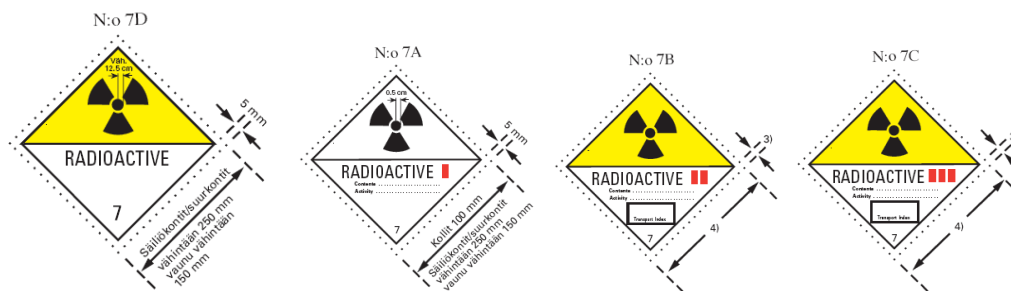 N:o 7D
Väh.
12,5 cm
RADIOACTIVE
7
5 mm
Säiliökontit/suurkontit
vähintään 250 mm
vaunu vähintään
150 mm
N:o 7A
0.5 cm
RADIOACTIVE I
Contents ........................
Activity ........................
7
5 mm
Kollit 100 mm
Säiliökontit/suurkontit
vähintään 250 mm
vaunu vähintään 150 mm
N:o 7B
RADIOACTIVE II
Contents ........................
Activity ........................
Transport Index
7
3)
4)
N:o 7C
RADIOACTIVE III
Contents ........................
Activity ........................
Transport Index
7
3)
4)